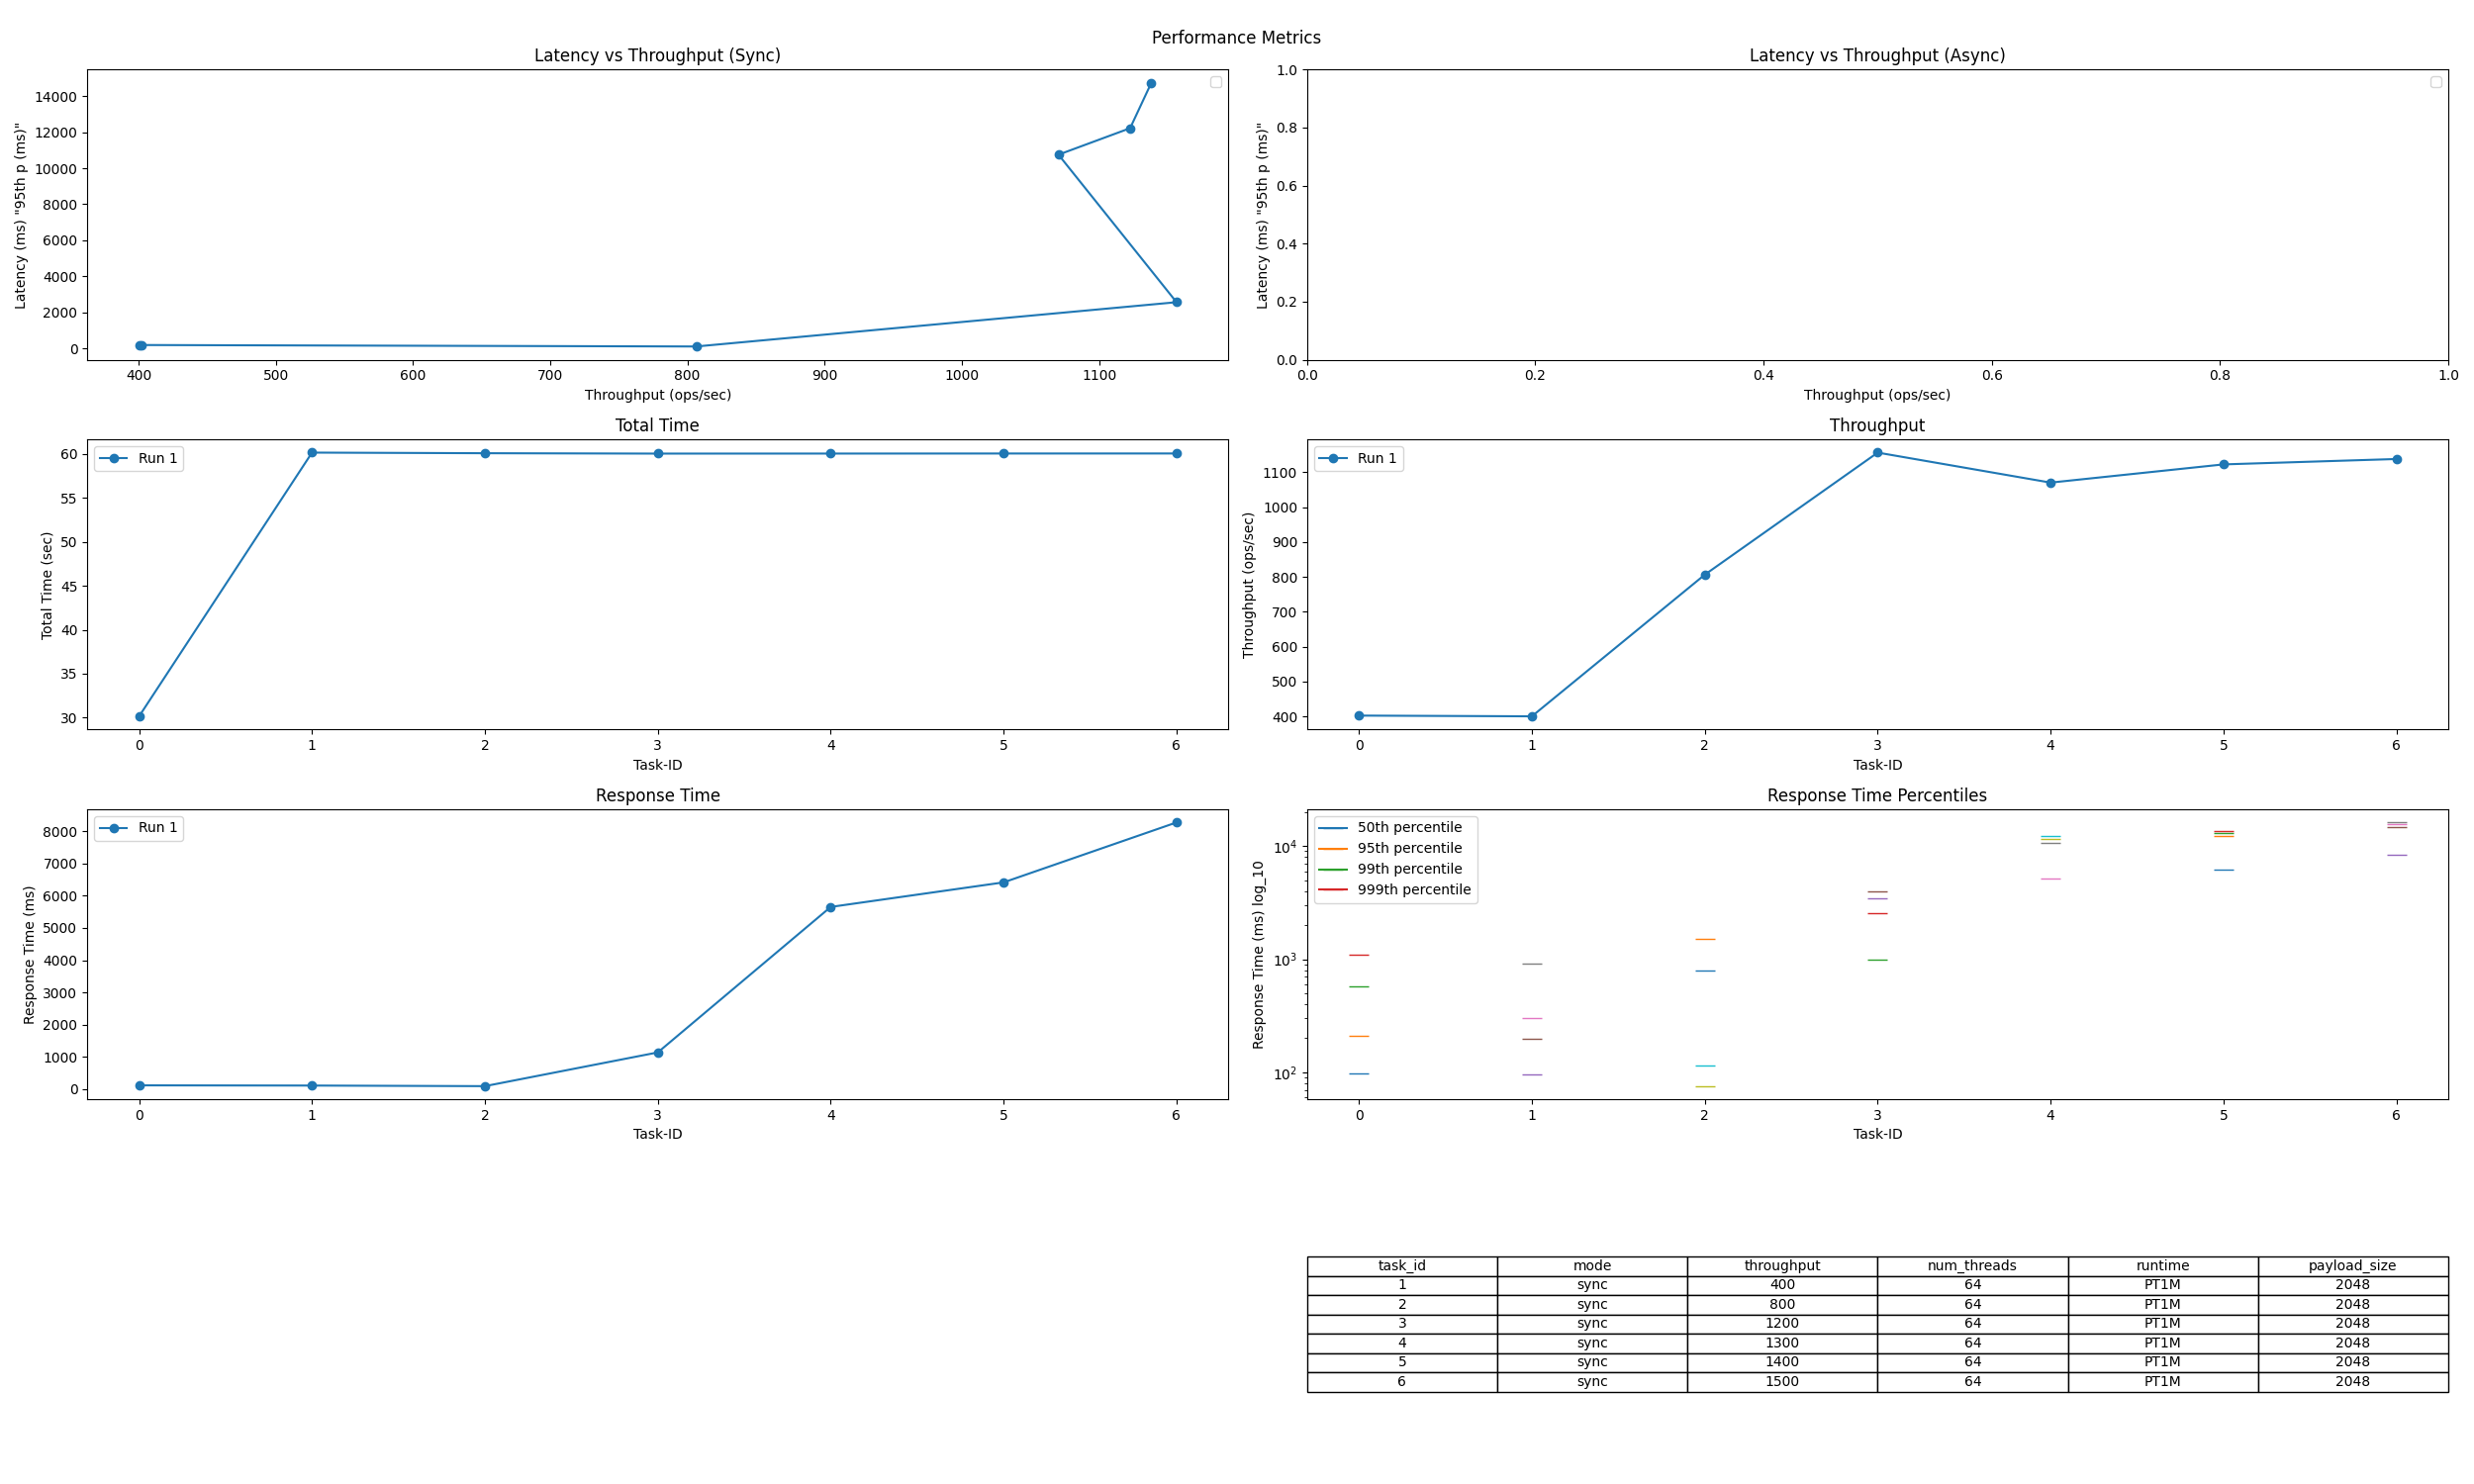 Performance Metrics
Latency vs Throughput (Sync)
Latency (ms) "95th p (ms)"
14000
12000
10000
8000
6000
4000
2000
0
400 500 600 700 800 900 1000 1100
Throughput (ops/sec)
Latency vs Throughput (Async)
Latency (ms) "95th p (ms)"
1.0
0.8
0.6
0.4
0.2
0.0
0.0 0.2 0.4 0.6 0.8 1.0
Throughput (ops/sec)
Total Time
Run 1
Total Time (sec)
60
55
50
45
40
35
30
0 1 2 3 4 5 6
Task-ID
Throughput
Run 1
Throughput (ops/sec)
1100
1000
900
800
700
600
500
400
0 1 2 3 4 5 6
Task-ID
Response Time
Run 1
Response Time (ms)
8000
7000
6000
5000
4000
3000
2000
1000
0
0 1 2 3 4 5 6
Task-ID
Response Time Percentiles
50th percentile
95th percentile
99th percentile
999th percentile
Response Time (ms) log_10
10⁴
10³
10²
0 1 2 3 4 5 6
Task-ID
task_id mode throughput num_threads runtime payload_size
1 sync 400 64 PT1M 2048
2 sync 800 64 PT1M 2048
3 sync 1200 64 PT1M 2048
4 sync 1300 64 PT1M 2048
5 sync 1400 64 PT1M 2048
6 sync 1500 64 PT1M 2048